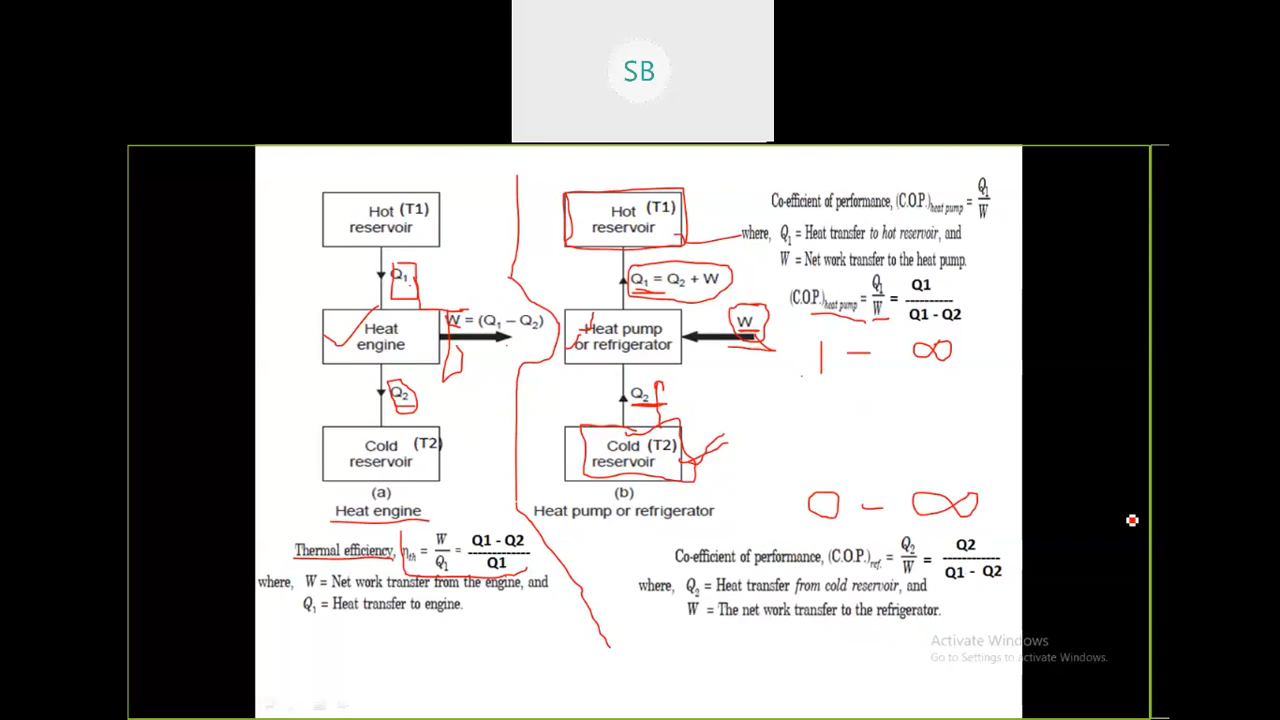 SB
Hot (T1)
reservoir
Q₁
Heat
engine
W = (Q₁ – Q₂)
Q₂
Cold (T2)
reservoir
(a)
Heat engine
Thermal efficiency, ηth = W/Q₁ = Q1 - Q2/Q1
where, W = Net work transfer from the engine, and
Q₁ = Heat transfer to engine.
Hot (T1)
reservoir
Q₁ = Q₂ + W
Heat pump
or refrigerator
W
Q₂
Cold (T2)
reservoir
(b)
Heat pump or refrigerator
Co-efficient of performance, (C.O.P.)heat pump = Q₁/W
where, Q₁ = Heat transfer to hot reservoir, and
W = Net work transfer to the heat pump.
(C.O.P.)heat pump = Q₁/W = Q1/Q1 - Q2
1 – ∞
0 – ∞
Co-efficient of performance, (C.O.P.)ref. = Q₂/W = Q2/Q1 - Q2
where, Q₂ = Heat transfer from cold reservoir, and
W = The net work transfer to the refrigerator.
Activate Windows
Go to Settings to activate Windows.